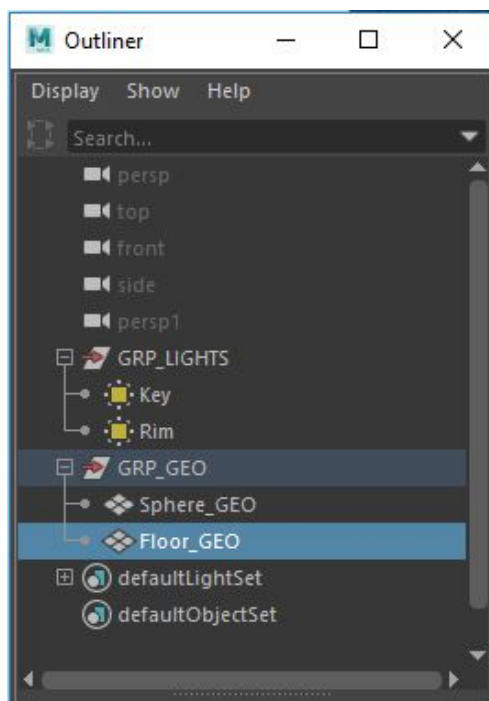 Outliner
Display Show Help
Search...
persp
top
front
side
persp1
GRP_LIGHTS
Key
Rim
GRP_GEO
Sphere_GEO
Floor_GEO
defaultLightSet
defaultObjectSet